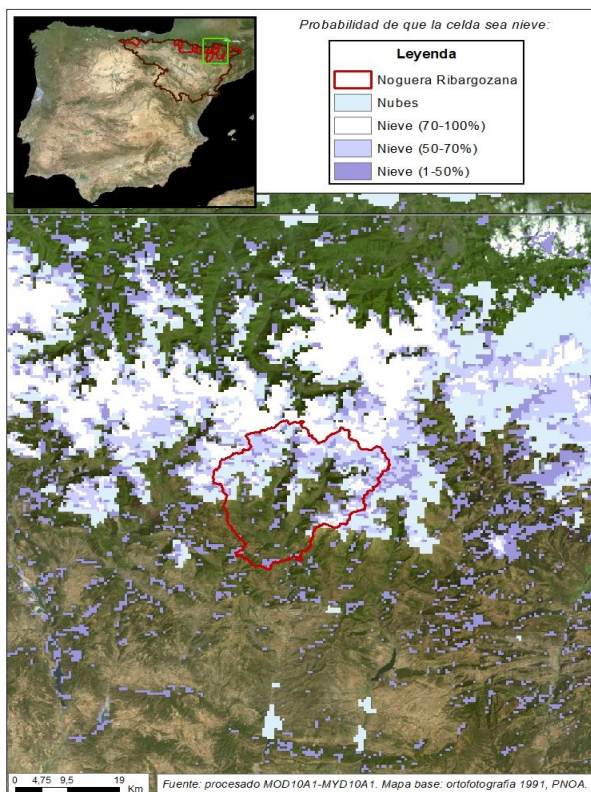 Probabilidad de que la celda sea nieve:
Leyenda
Noguera Ribargozana
Nubes
Nieve (70-100%)
Nieve (50-70%)
Nieve (1-50%)
0 4,75 9,5 19
Km
Fuente: procesado MOD10A1-MYD10A1. Mapa base: ortofotografía 1991, PNOA.